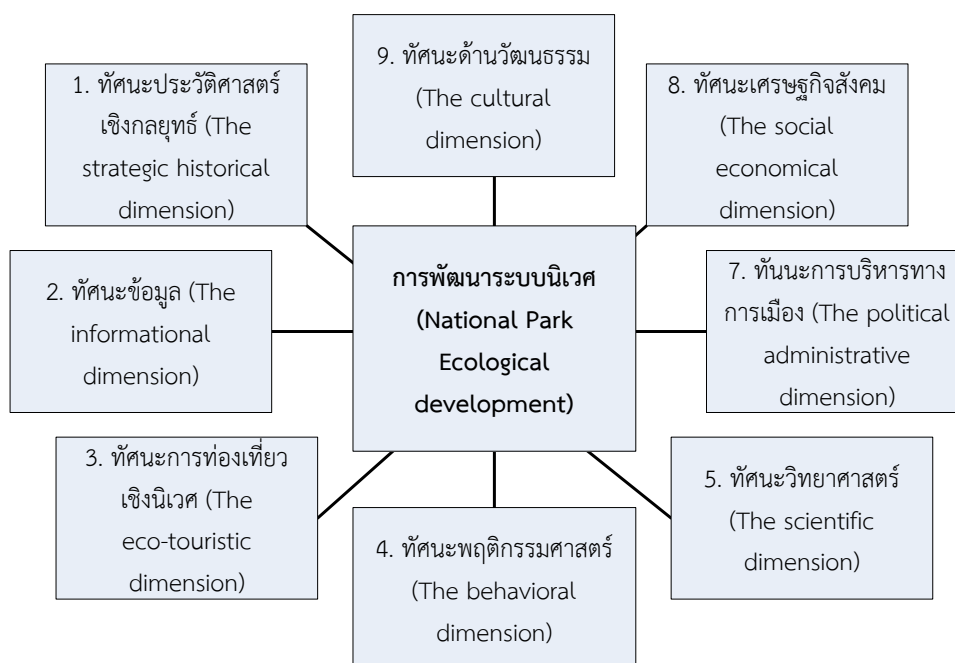 1. ทัศนะประวัติศาสตร์
เชิงกลยุทธ์ (The
strategic historical
dimension)
9. ทัศนะด้านวัฒนธรรม
(The cultural
dimension)
8. ทัศนะเศรษฐกิจสังคม
(The social
economical
dimension)
2. ทัศนะข้อมูล (The
informational
dimension)
การพัฒนาระบบนิเวศ
(National Park
Ecological
development)
7. ทันนะการบริหารทาง
การเมือง (The political
administrative
dimension)
3. ทัศนะการท่องเที่ยว
เชิงนิเวศ (The
eco-touristic
dimension)
4. ทัศนะพฤติกรรมศาสตร์
(The behavioral
dimension)
5. ทัศนะวิทยาศาสตร์
(The scientific
dimension)